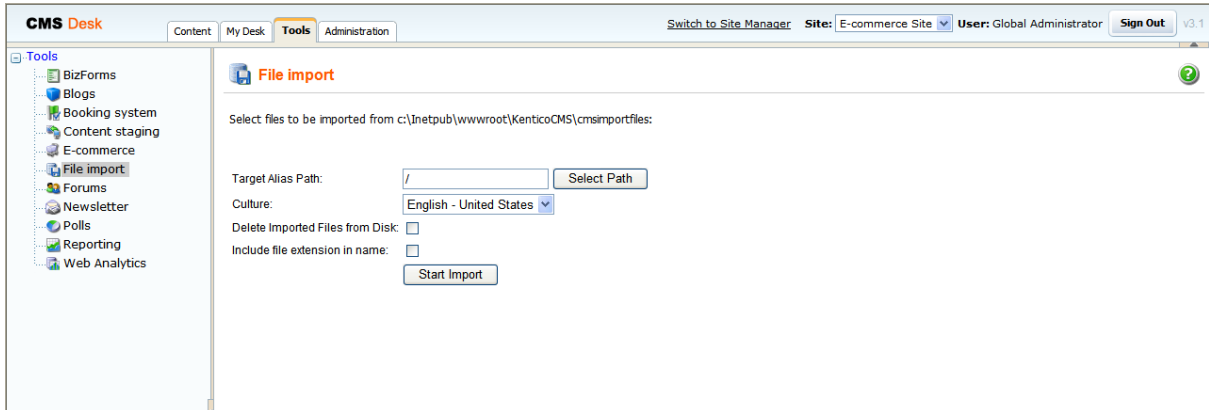 CMS Desk
Content My Desk Tools Administration
Switch to Site Manager Site: E-commerce Site User: Global Administrator Sign Out v3.1
Tools
BizForms
Blogs
Booking system
Content staging
E-commerce
File import
Forums
Newsletter
Polls
Reporting
Web Analytics
File import
Select files to be imported from c:\Inetpub\wwwroot\KenticoCMS\cmsimportfiles:
Target Alias Path: / Select Path
Culture: English - United States
Delete Imported Files from Disk:
Include file extension in name:
Start Import